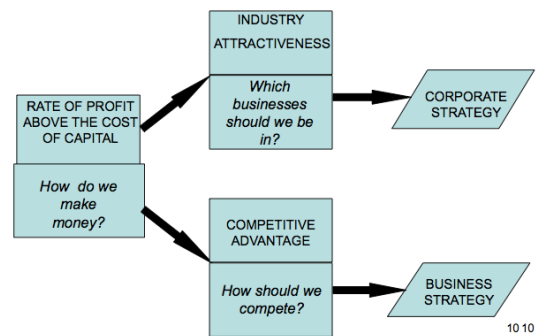 RATE OF PROFIT
ABOVE THE COST
OF CAPITAL
How do we
make
money?
INDUSTRY
ATTRACTIVENESS
Which
businesses
should we be
in?
CORPORATE
STRATEGY
COMPETITIVE
ADVANTAGE
How should we
compete?
BUSINESS
STRATEGY
10 10